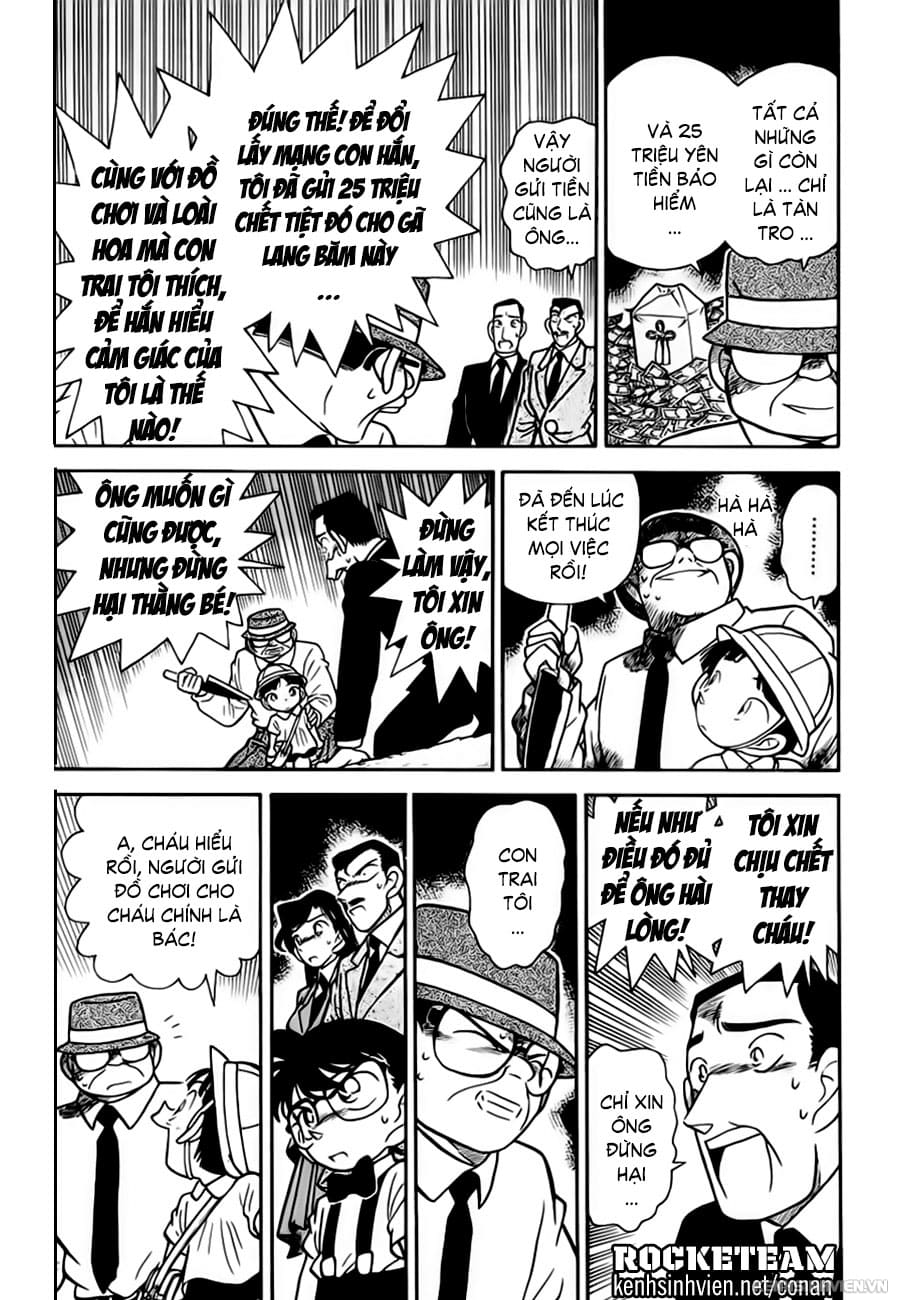 TẤT CẢ
NHỮNG
GÌ CÒN
LẠI ... CHỈ
LÀ TÀN
TRO ...
VÀ 25
TRIỆU YÊN
TIỀN BẢO
HIỂM
...
VẬY
NGƯỜI
GỬI TIỀN
CŨNG LÀ
ÔNG...
ĐÚNG THẾ! ĐỂ ĐỔI
LẤY MẠNG CON HẮN,
TÔI ĐÃ GỬI 25 TRIỆU
CHẾT TIỆT ĐÓ CHO GÃ
LANG BĂM NÀY
...
CÙNG VỚI ĐỒ
CHƠI VÀ LOÀI
HOA MÀ CON
TRAI TÔI THÍCH,
ĐỂ HẮN HIỂU
CẢM GIÁC CỦA
TÔI LÀ THẾ
NÀO!
.........
HÀ HÀ
HÀ
ĐÃ ĐẾN LÚC
KẾT THÚC
MỌI VIỆC
RỒI!
ĐỪNG
LÀM VẬY,
TÔI XIN
ÔNG!
ÔNG MUỐN GÌ
CŨNG ĐƯỢC,
NHƯNG ĐỪNG
HẠI THẰNG BÉ!
TÔI XIN
CHỊU CHẾT
THAY
CHÁU!
NẾU NHƯ
ĐIỀU ĐÓ ĐỦ
ĐỂ ÔNG HÀI
LÒNG!
CHỈ XIN
ÔNG
ĐỪNG
HẠI
...
CON
TRAI
TÔI
...
A, CHÁU HIỂU
RỒI, NGƯỜI GỬI
ĐỒ CHƠI CHO
CHÁU CHÍNH LÀ
BÁC!
ROCKETEAM
kenhsinhvien.net/conan